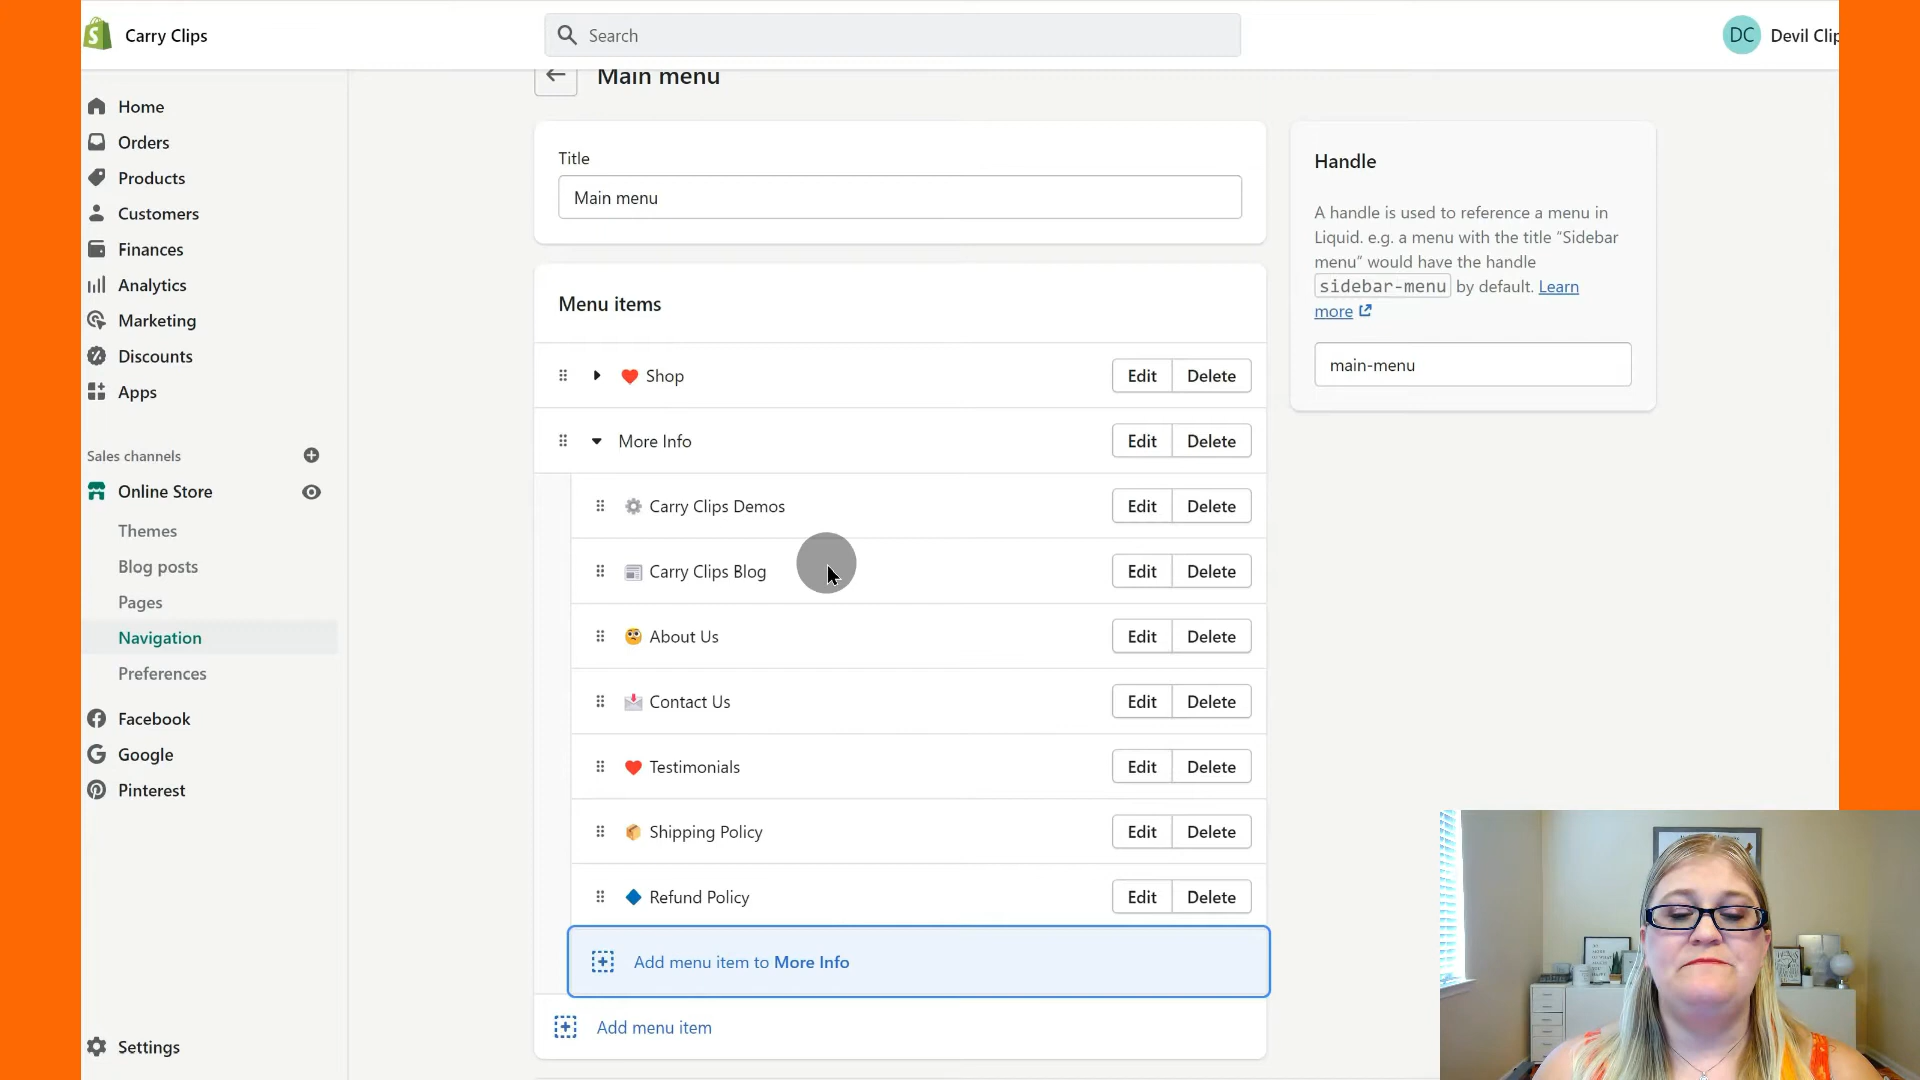 Carry Clips
Search
DC
Devil Clip
Home
Orders
Products
Customers
Finances
Analytics
Marketing
Discounts
Apps
Sales channels
Online Store
Themes
Blog posts
Pages
Navigation
Preferences
Facebook
Google
Pinterest
Settings
Main menu
Title
Main menu
Menu items
Shop
Edit
Delete
More Info
Edit
Delete
Carry Clips Demos
Edit
Delete
Carry Clips Blog
Edit
Delete
About Us
Edit
Delete
Contact Us
Edit
Delete
Testimonials
Edit
Delete
Shipping Policy
Edit
Delete
Refund Policy
Edit
Delete
Add menu item to More Info
Add menu item
Handle
A handle is used to reference a menu in
Liquid. e.g. a menu with the title “Sidebar
menu” would have the handle
sidebar-menu by default. Learn
more
main-menu